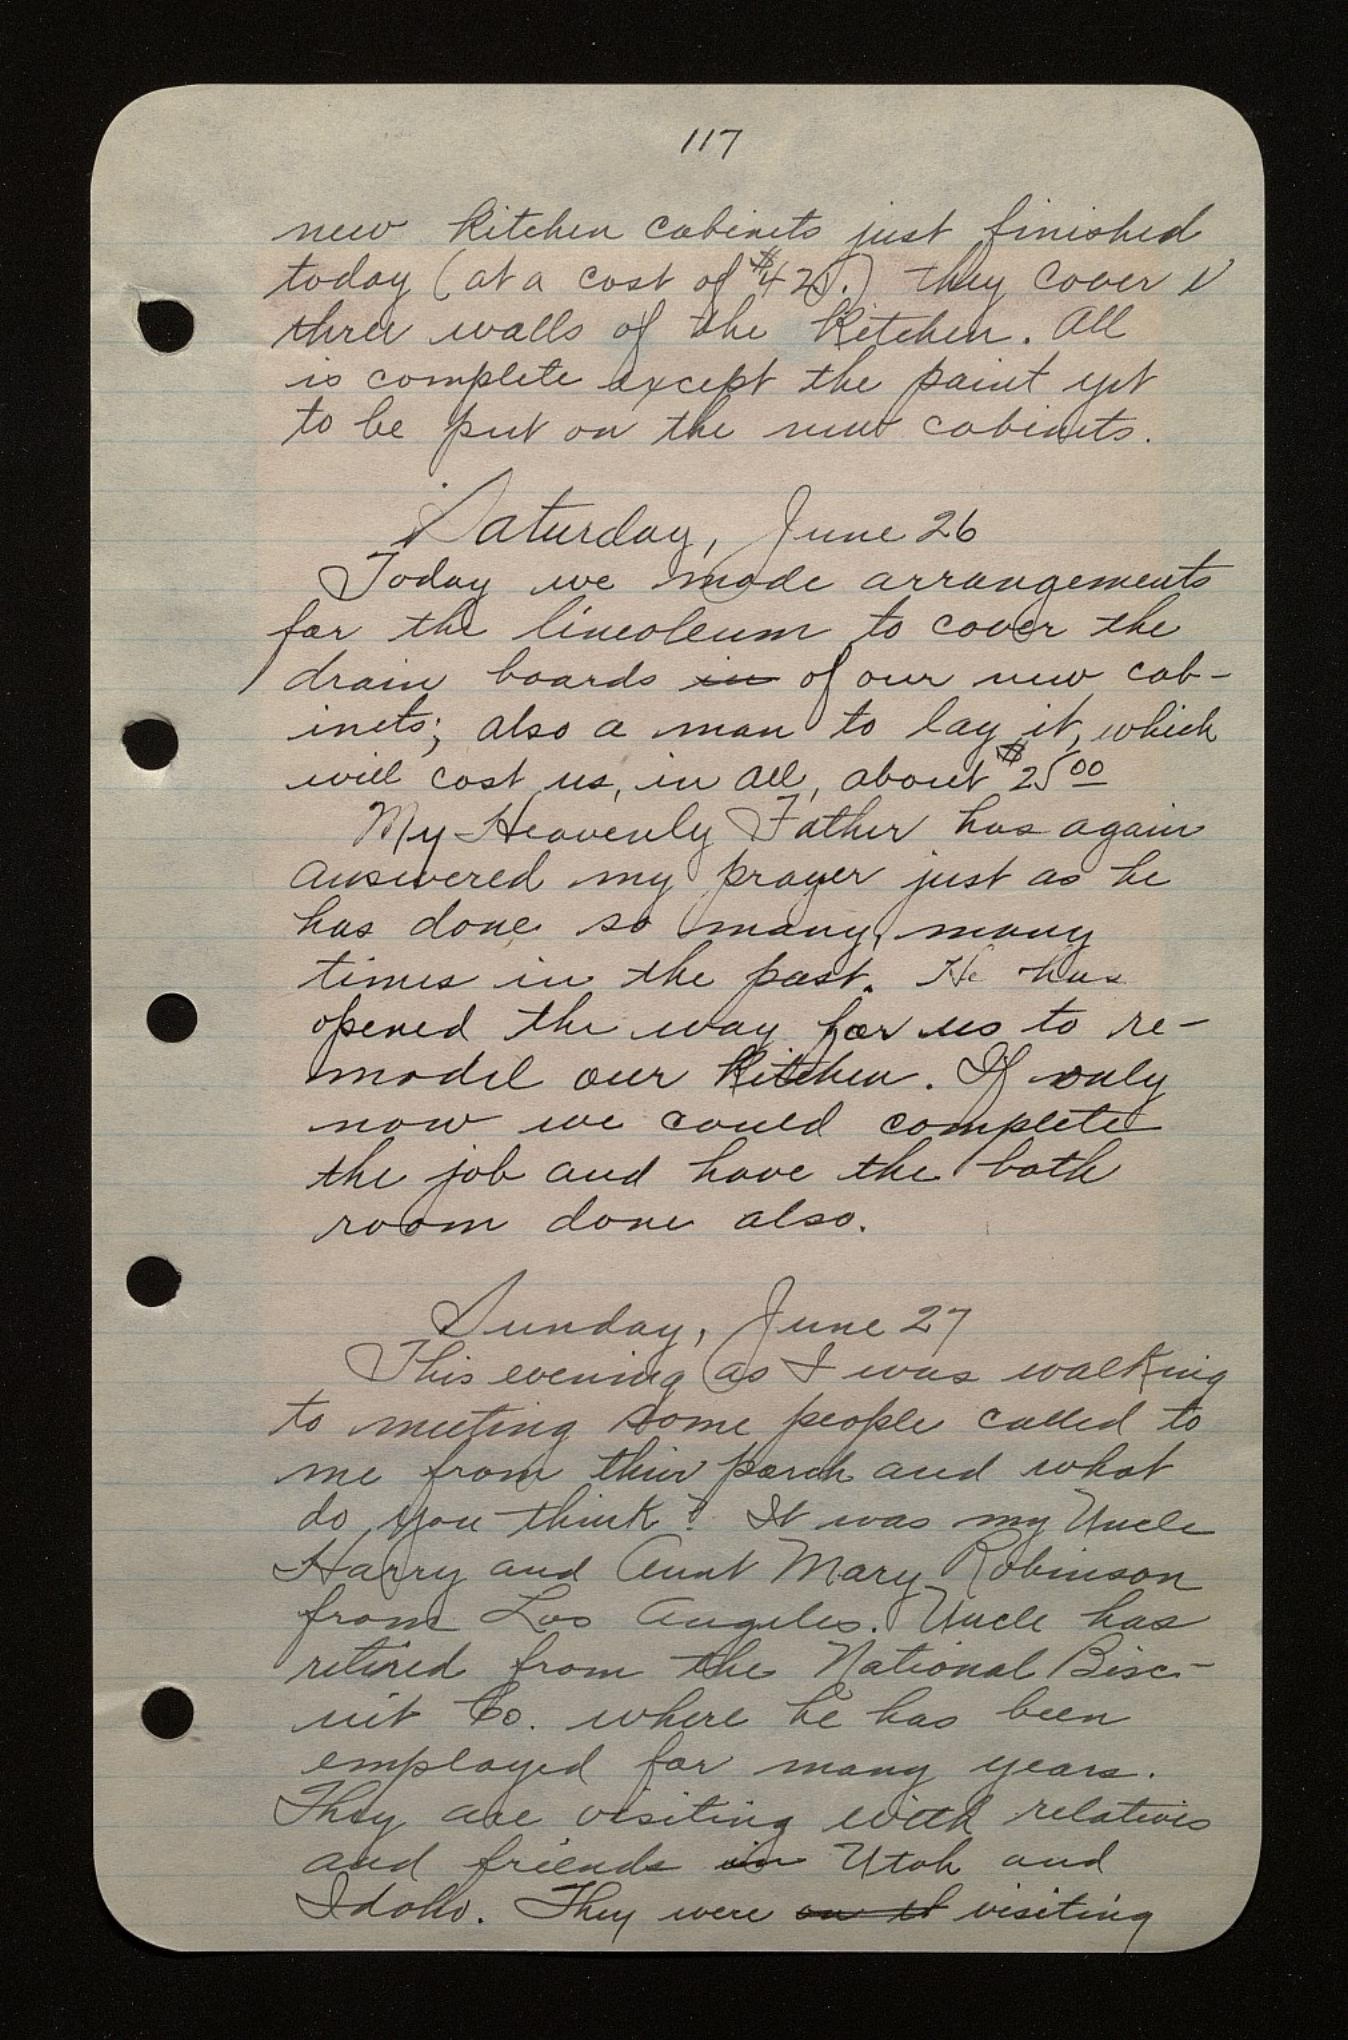 117
new kitchen cabinets just finished
today (at a cost of $425.) they cover
three walls of the kitchen. All
is complete except the paint yet
to be put on the new cabinets.
Saturday, June 26
Today we made arrangements
for the lineoleum to cover the
drain boards in of our new cab-
inets; also a man to lay it, which
will cost us, in all, about $25 00
My Heavenly Father has again
answered my prayer just as he
has done so many, many
times in the past. He has
opened the way for us to re-
model our kitchen. If only
now we could complete
the job and have the bath
room done also.
Sunday, June 27
This evening as I was walking
to meeting some people called to
me from their porch and what
do you think? It was my Uncle
Harry and Aunt Mary Robinson
from Los Angeles. Uncle has
retired from the National Bisc-
uit Co. where he has been
employed for many years.
They are visiting with relatives
and friends in Utah and
Idaho. They were visiting